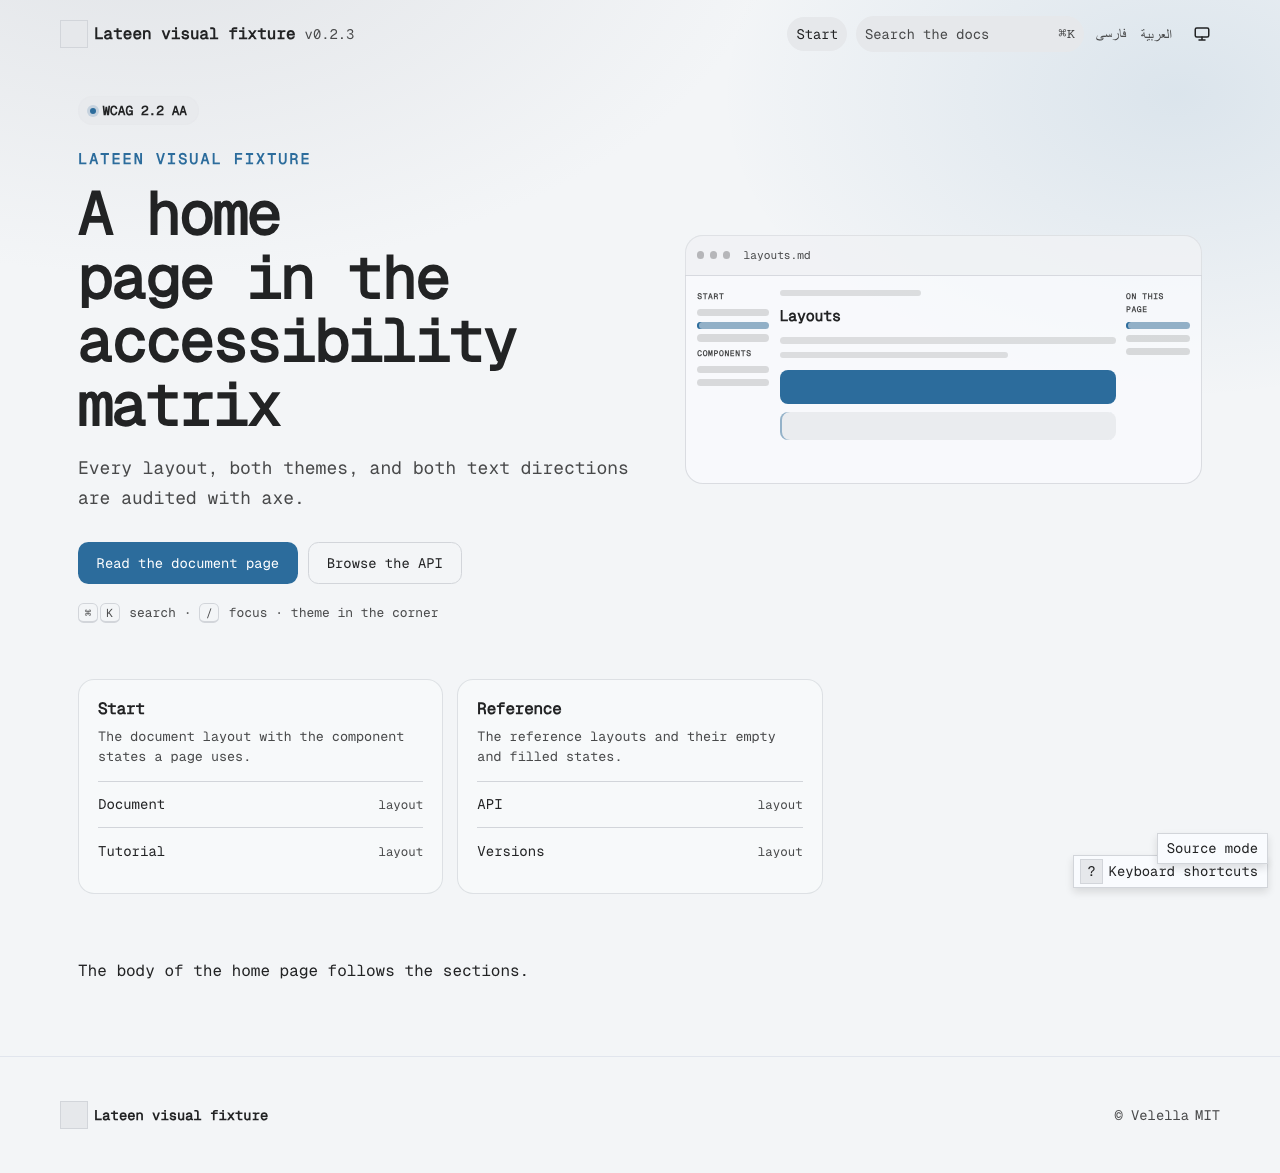 Lateen visual fixture v0.2.3
Start
Search the docs ⌘K
فارسی
العربية
WCAG 2.2 AA
LATEEN VISUAL FIXTURE
A home
page in the
accessibility
matrix
Every layout, both themes, and both text directions
are audited with axe.
Read the document page
Browse the API
⌘ K search · / focus · theme in the corner
layouts.md
START
COMPONENTS
Layouts
ON THIS
PAGE
Start
The document layout with the component
states a page uses.
Document layout
Tutorial layout
Reference
The reference layouts and their empty
and filled states.
API layout
Versions layout
Source mode
? Keyboard shortcuts
The body of the home page follows the sections.
Lateen visual fixture
© Velella MIT